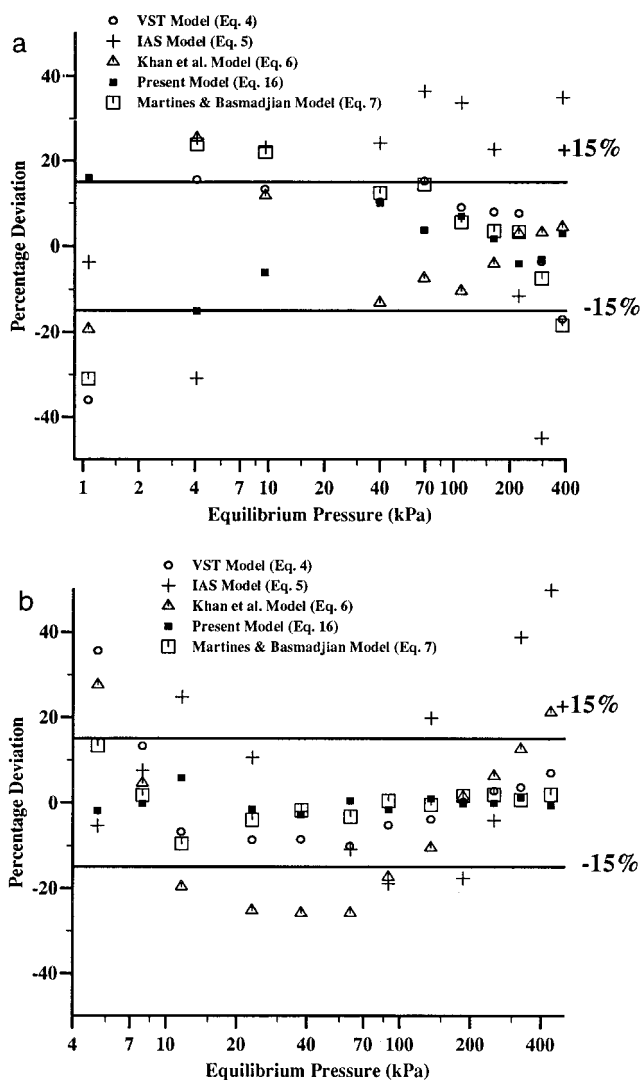 a
VST Model (Eq. 4)
IAS Model (Eq. 5)
Khan et al. Model (Eq. 6)
Present Model (Eq. 16)
Martines & Basmadjian Model (Eq. 7)
40
20
0
-20
-40
+15%
-15%
Percentage Deviation
1 2 4 7 10 20 40 70 100 200 400
Equilibrium Pressure (kPa)
b
VST Model (Eq. 4)
IAS Model (Eq. 5)
Khan et al. Model (Eq. 6)
Present Model (Eq. 16)
Martines & Basmadjian Model (Eq. 7)
40
20
0
-20
-40
+15%
-15%
Percentage Deviation
4 7 10 20 40 70 100 200 400
Equilibrium Pressure (kPa)